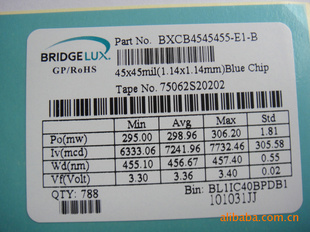 BRIDGELUX
GP/RoHS
Part No. BXCB4545455-E1-B
45x45mil(1.14x1.14mm)Blue Chip
Tape No. 75062S20202
Min Avg Max Std
Po(mw) 295.00 298.96 306.20 1.81
Iv(mcd) 6333.06 7241.96 7732.46 305.58
Wd(nm) 455.10 456.67 457.40 0.55
Vf(Volt) 3.30 3.36 3.40 0.02
QTY: 788 Bin: BL1IC40BPDB1
101031JJ